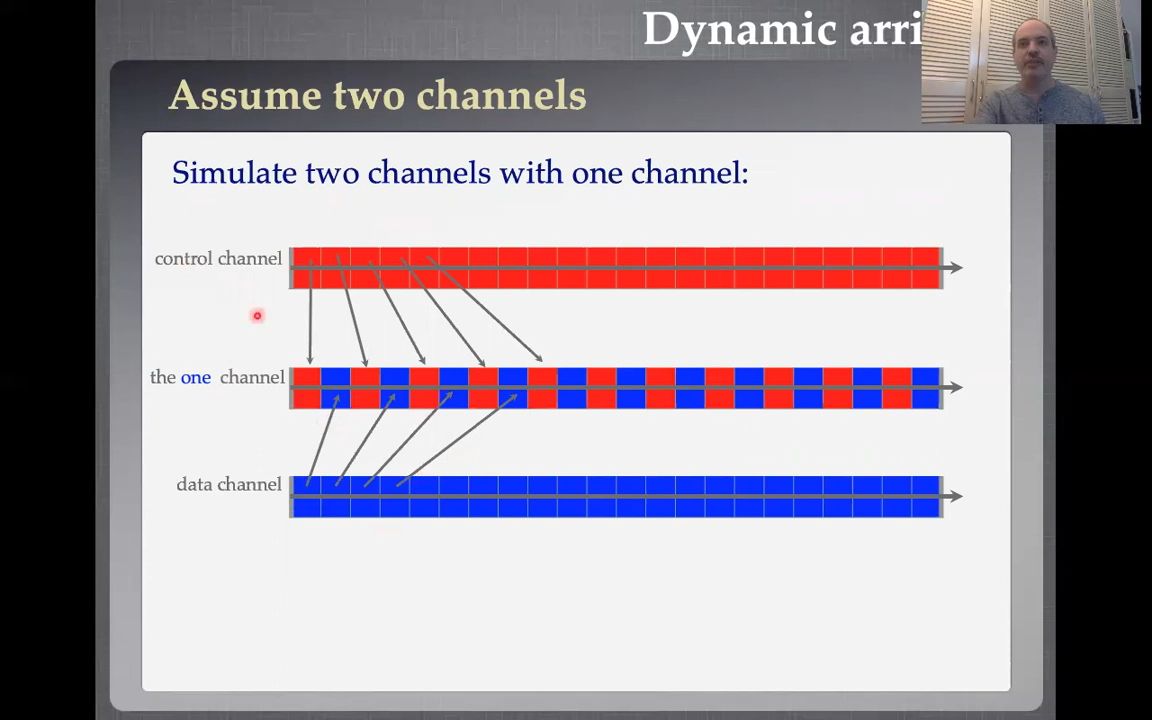 Dynamic arri
Assume two channels
Simulate two channels with one channel:
control channel
the one channel
data channel